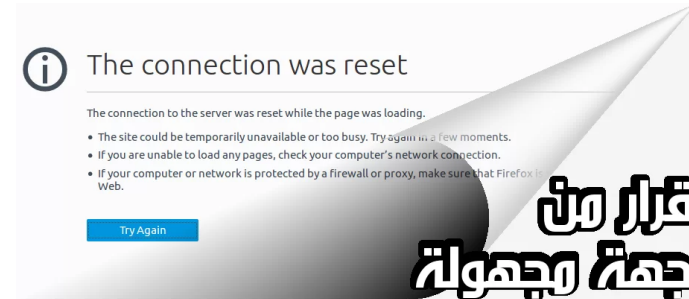 The connection was reset
The connection to the server was reset while the page was loading.
The site could be temporarily unavailable or too busy. Try again in a few moments.
If you are unable to load any pages, check your computer's network connection.
If your computer or network is protected by a firewall or proxy, make sure that Firefox is
Web.
Try Again
قرار من
جهة مجهولة